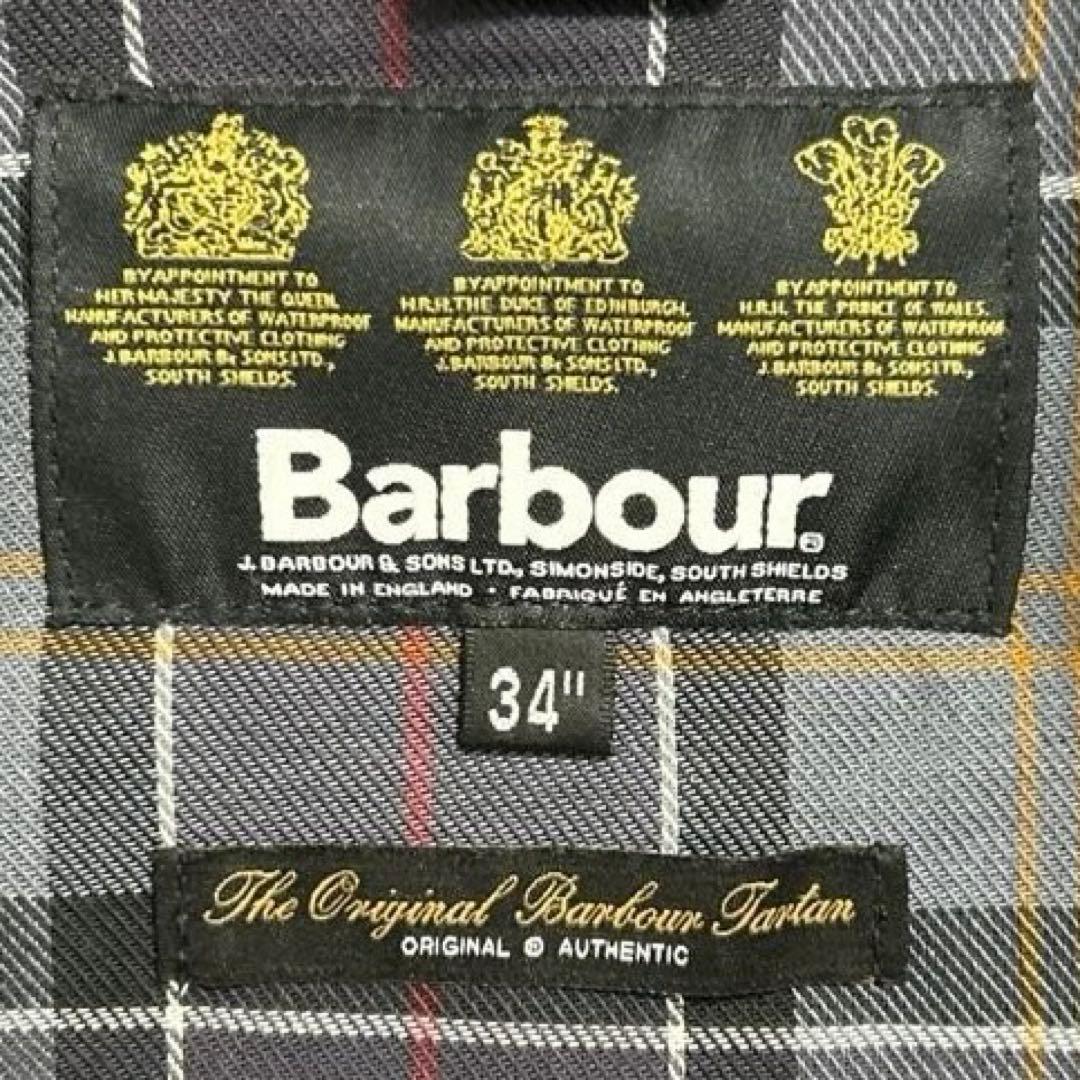 BY APPOINTMENT TO
HER MAJESTY THE QUEEN
MANUFACTURERS OF WATERPROOF
AND PROTECTIVE CLOTHING
J. BARBOUR & SONS LTD.,
SOUTH SHIELDS.
BY APPOINTMENT TO
H.R.H. THE DUKE OF EDINBURGH.
MANUFACTURERS OF WATERPROOF
AND PROTECTIVE CLOTHING
J. BARBOUR & SONS LTD.,
SOUTH SHIELDS.
BY APPOINTMENT TO
H.R.H. THE PRINCE OF WALES.
MANUFACTURERS OF WATERPROOF
AND PROTECTIVE CLOTHING
J. BARBOUR & SONS LTD.,
SOUTH SHIELDS.
Barbour®
J. BARBOUR & SONS LTD., SIMONSIDE, SOUTH SHIELDS
MADE IN ENGLAND · FABRIQUÉ EN ANGLETERRE
34"
The Original Barbour Tartan
ORIGINAL ® AUTHENTIC